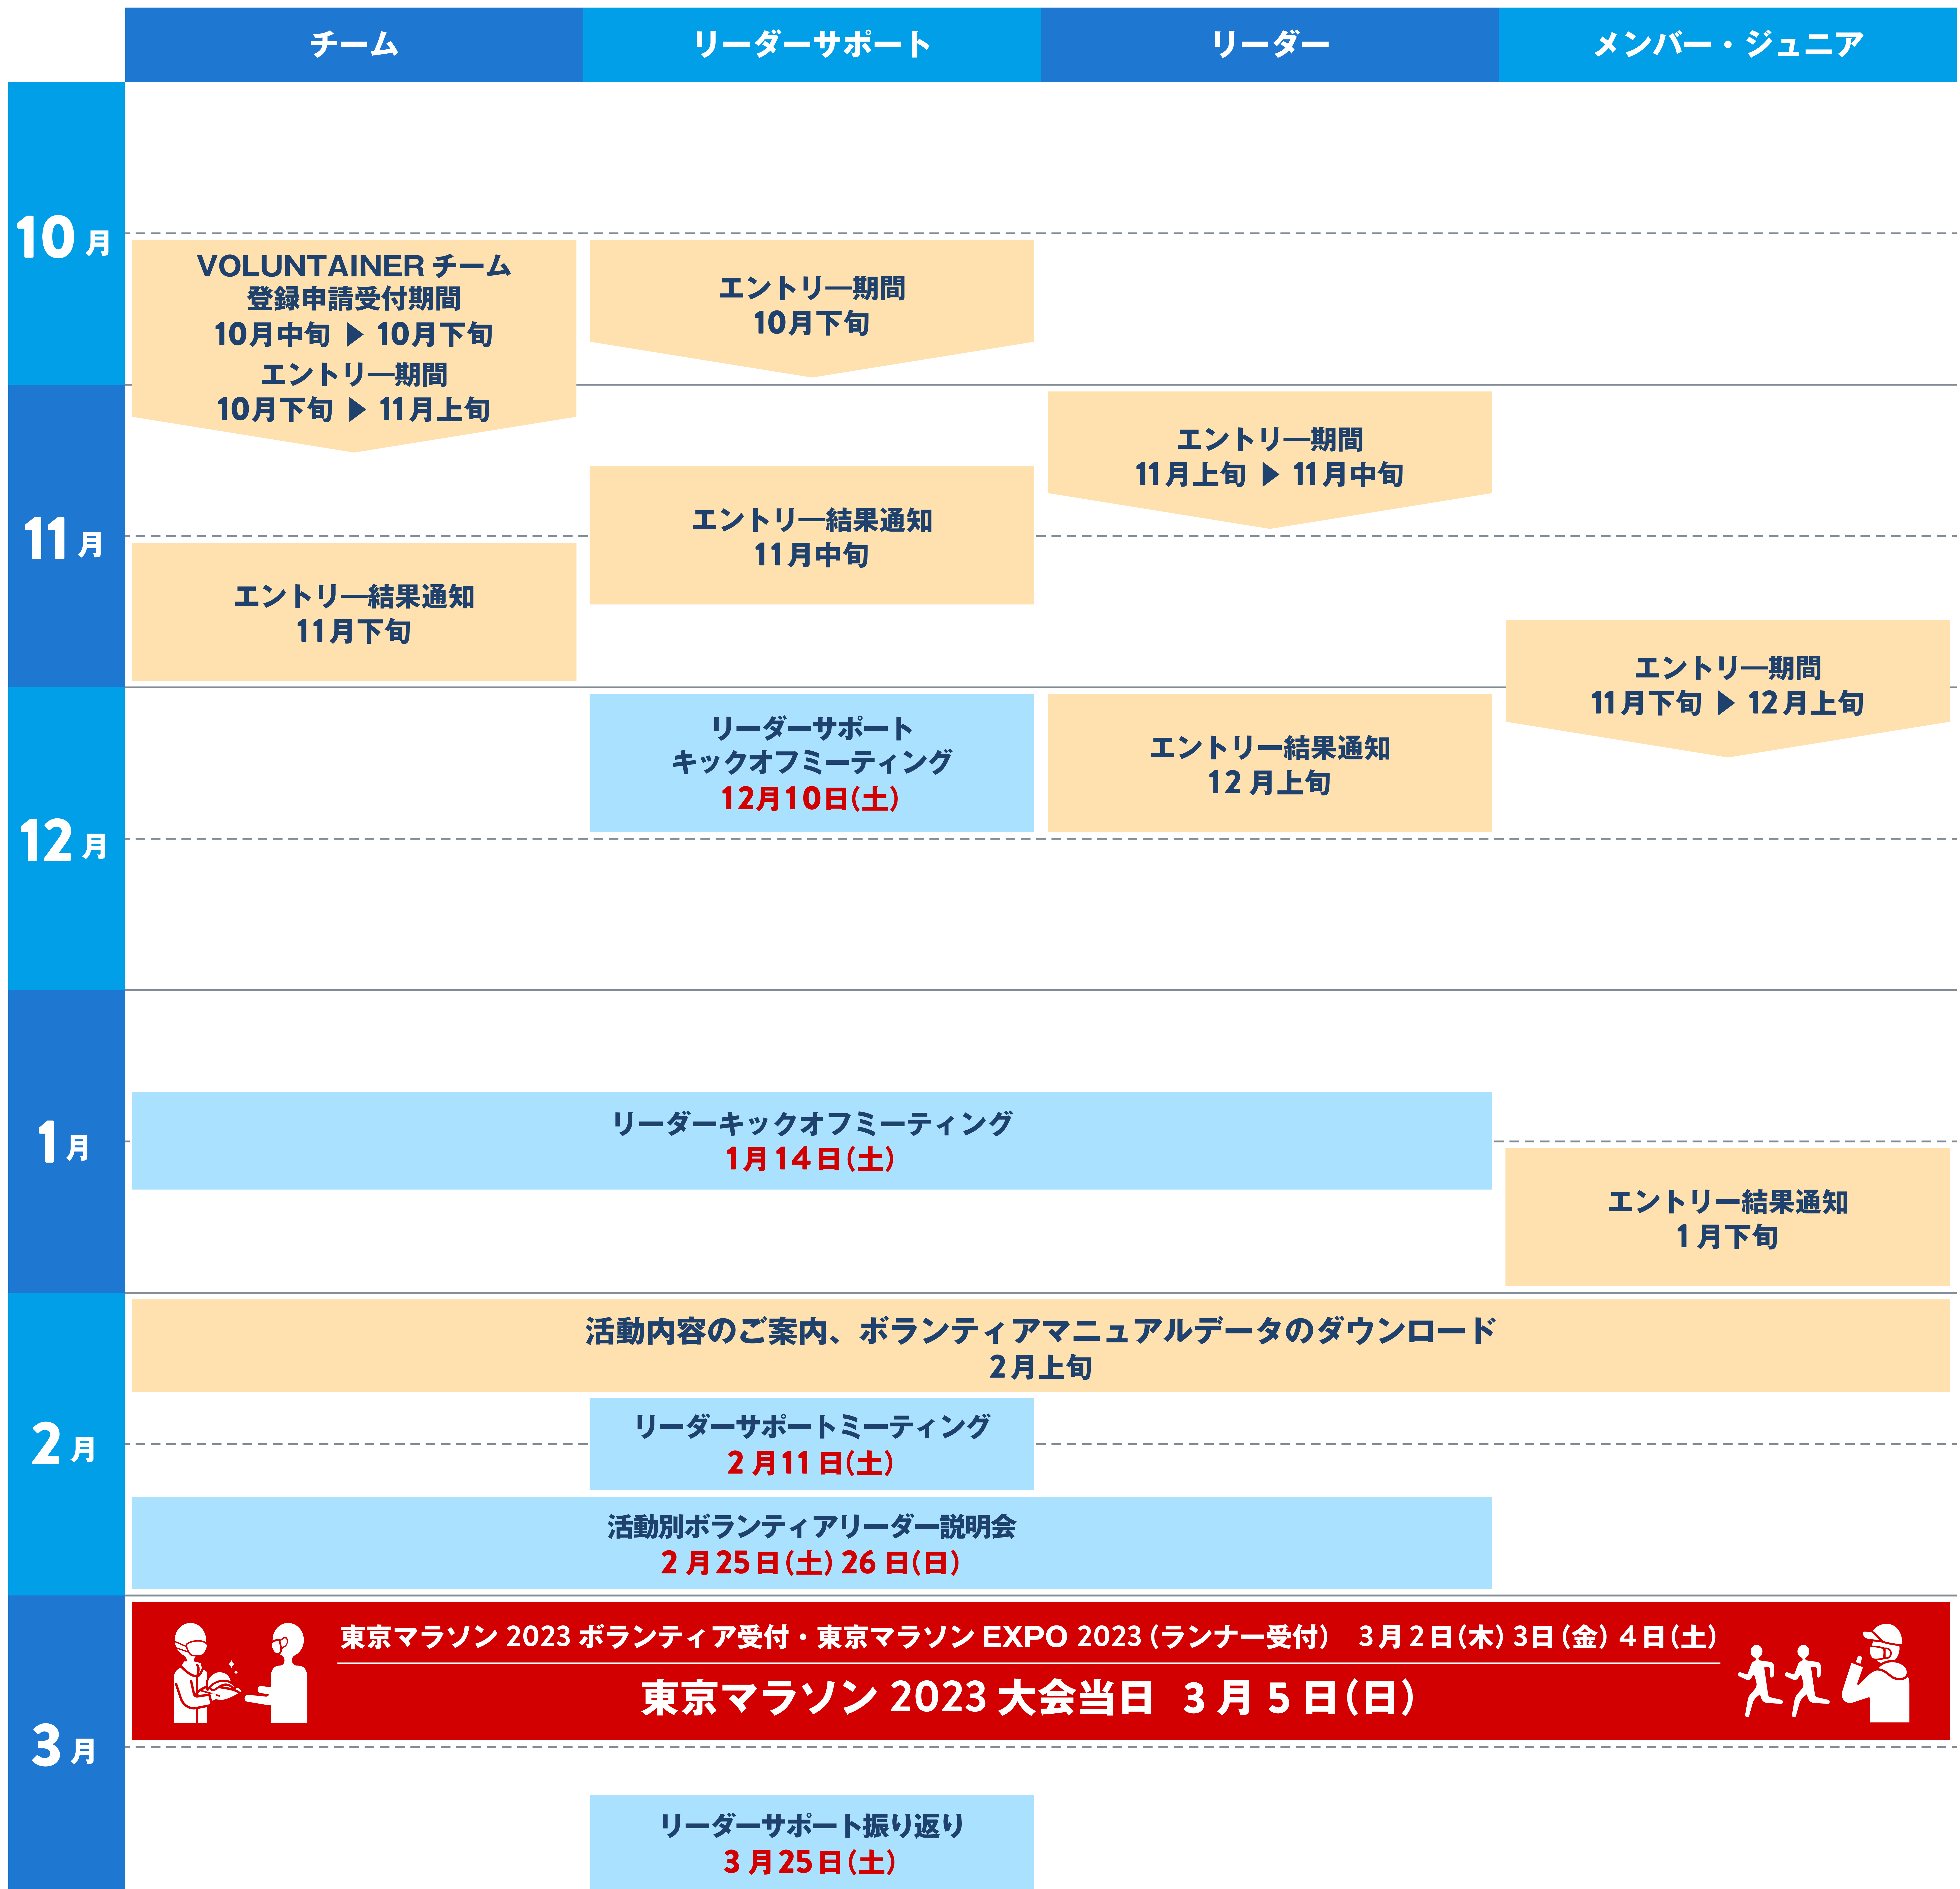 チーム
リーダーサポート
リーダー
メンバー・ジュニア
10月
VOLUNTAINER チーム
登録申請受付期間
10月中旬 ▶ 10月下旬
エントリー期間
10月下旬 ▶ 11月上旬
エントリー期間
10月下旬
11月
エントリー期間
11月上旬 ▶ 11月中旬
エントリー結果通知
11月中旬
エントリー結果通知
11月下旬
エントリー期間
11月下旬 ▶ 12月上旬
12月
リーダーサポート
キックオフミーティング
12月10日(土)
エントリー結果通知
12月上旬
1月
リーダーキックオフミーティング
1月14日(土)
エントリー結果通知
1月下旬
2月
活動内容のご案内、ボランティアマニュアルデータのダウンロード
2月上旬
リーダーサポートミーティング
2月11日(土)
活動別ボランティアリーダー説明会
2月25日(土)26日(日)
3月
東京マラソン2023ボランティア受付・東京マラソンEXPO 2023(ランナー受付) 3月2日(木)3日(金)4日(土)
東京マラソン2023大会当日 3月5日(日)
リーダーサポート振り返り
3月25日(土)